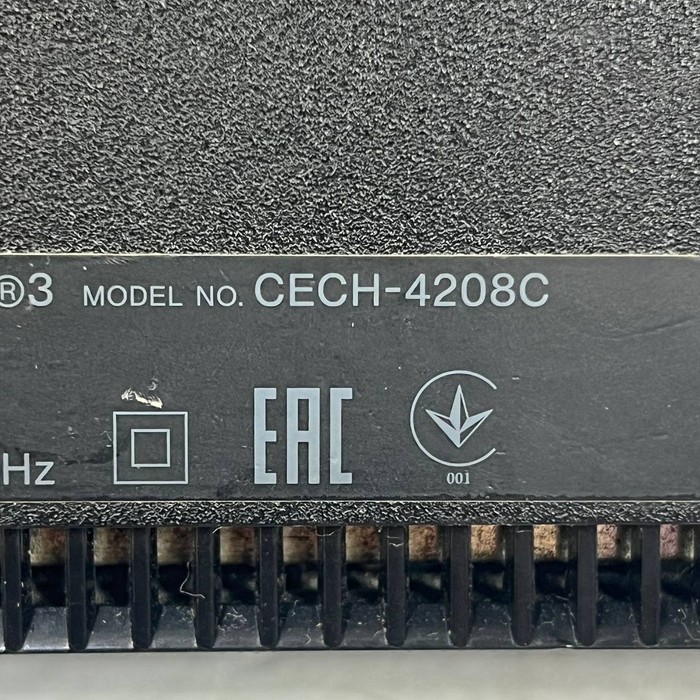 ®3 MODEL NO. CECH-4208C
Hz EAC
001